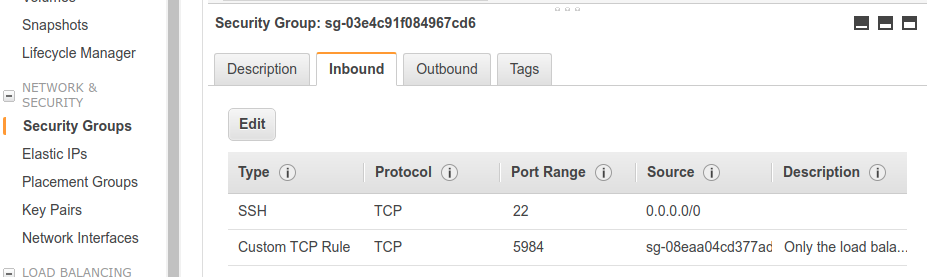 Volumes
Snapshots
Lifecycle Manager
NETWORK &
SECURITY
Security Groups
Elastic IPs
Placement Groups
Key Pairs
Network Interfaces
LOAD BALANCING
Security Group: sg-03e4c91f084967cd6
Description Inbound Outbound Tags
Edit
Type Protocol Port Range Source Description
SSH TCP 22 0.0.0.0/0
Custom TCP Rule TCP 5984 sg-08eaa04cd377ad Only the load bala...